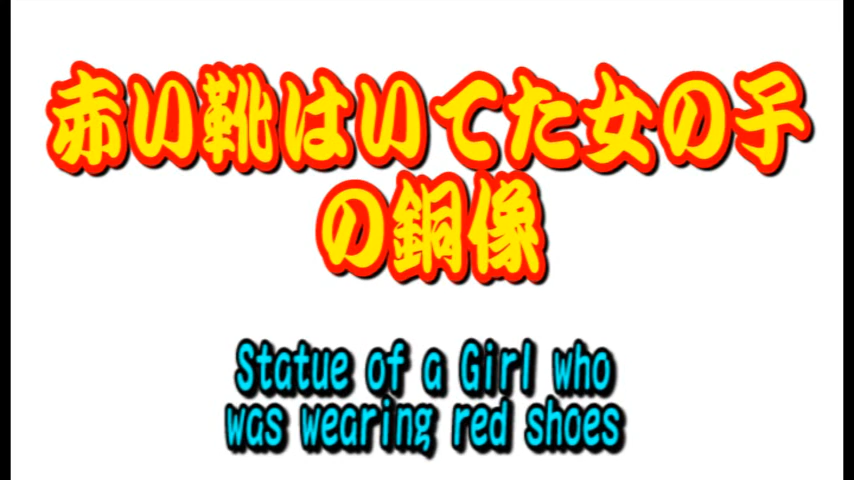 赤い靴はいてた女の子
の銅像
Statue of a Girl who
was wearing red shoes